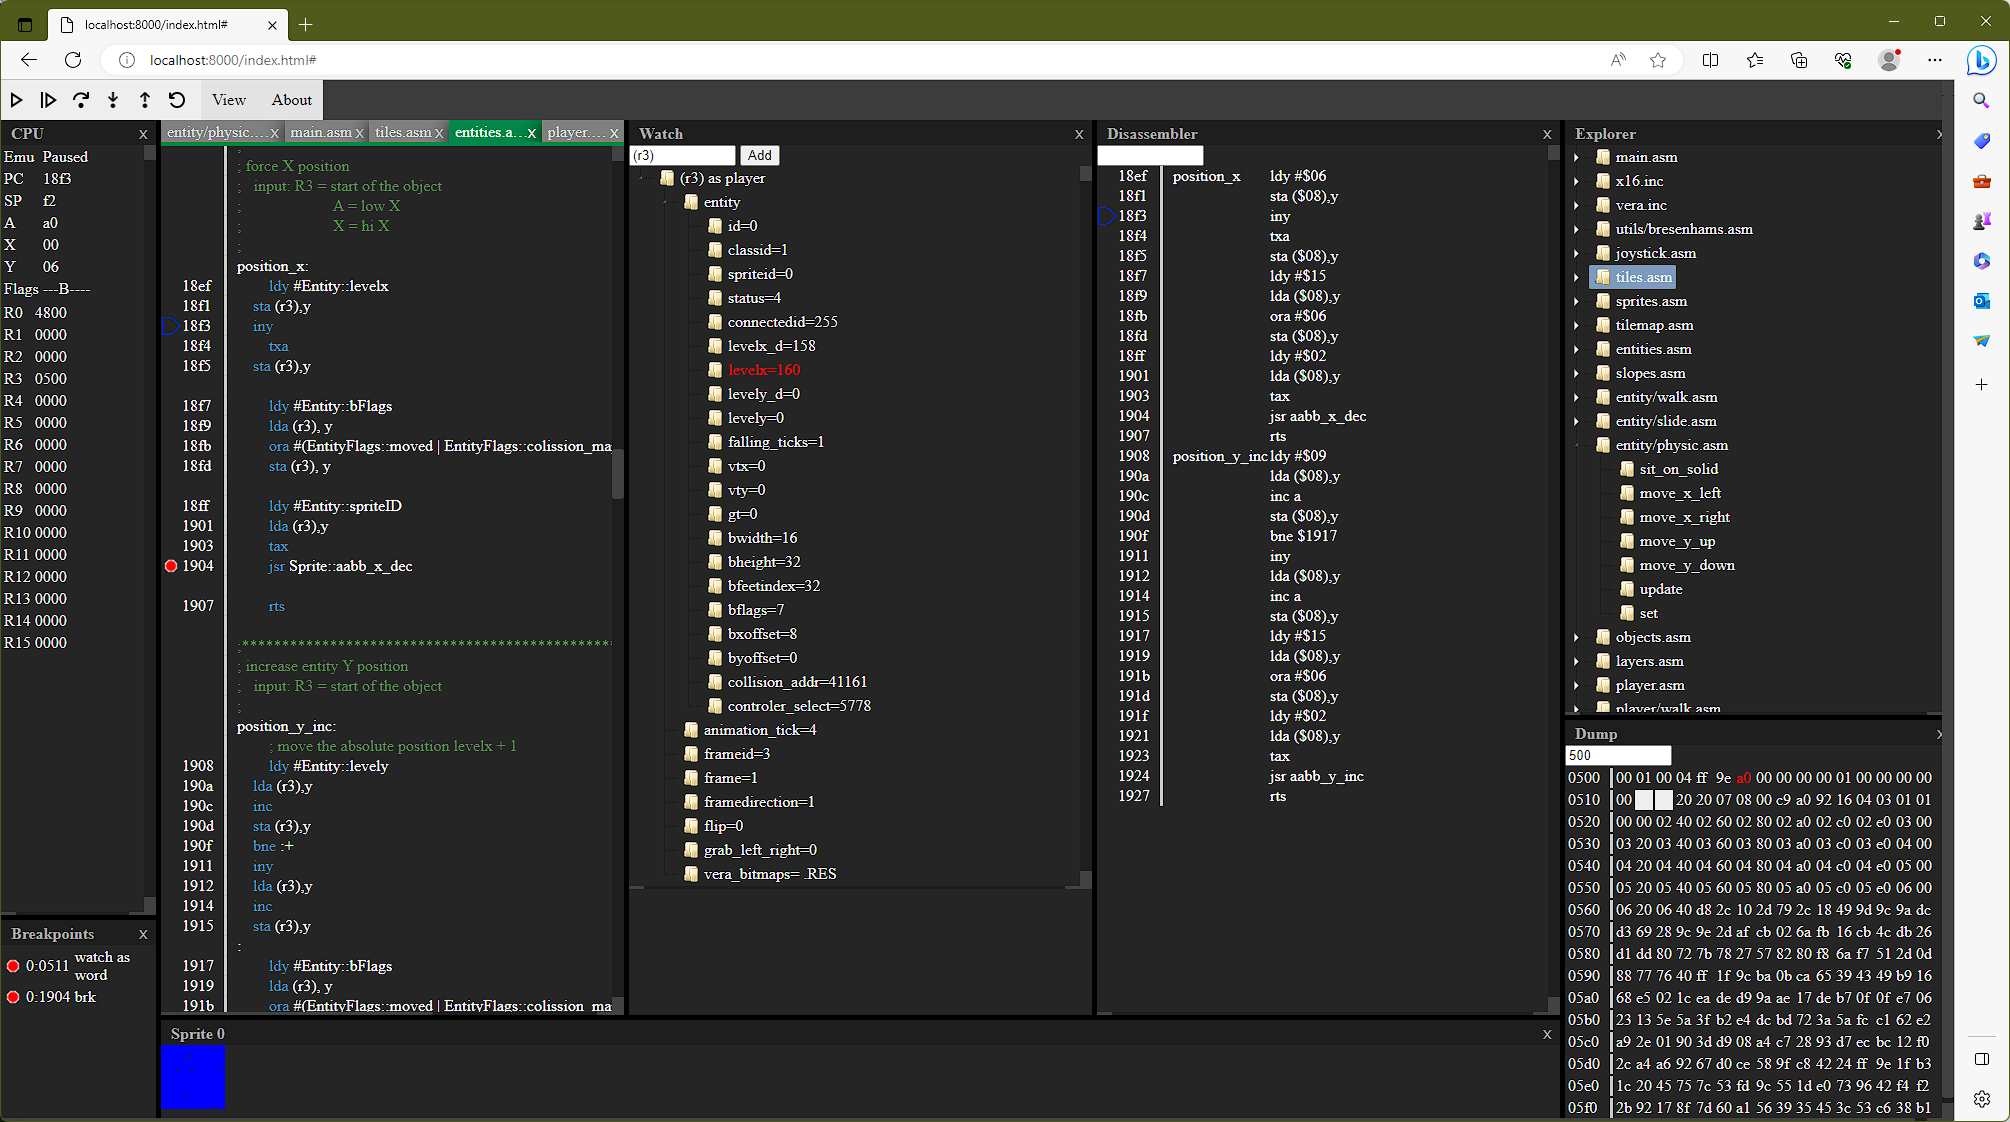 localhost:8000/index.html#
localhost:8000/index.html#
View About
CPU x
Emu Paused
PC 18f3
SP f2
A a0
X 00
Y 06
Flags ---B----
R0 4800
R1 0000
R2 0000
R3 0500
R4 0000
R5 0000
R6 0000
R7 0000
R8 0000
R9 0000
R10 0000
R11 0000
R12 0000
R13 0000
R14 0000
R15 0000
Breakpoints x
0:0511 watch as
word
0:1904 brk
entity/physic.... x main.asm x tiles.asm x entities.a... x player.... x
;
; force X position
; input: R3 = start of the object
; A = low X
; X = hi X
;
position_x:
18ef ldy #Entity::levelx
18f1 sta (r3),y
18f3 iny
18f4 txa
18f5 sta (r3),y
18f7 ldy #Entity::bFlags
18f9 lda (r3), y
18fb ora #(EntityFlags::moved | EntityFlags::colission_ma
18fd sta (r3), y
18ff ldy #Entity::spriteID
1901 lda (r3),y
1903 tax
1904 jsr Sprite::aabb_x_dec
1907 rts
;***********************************************
; increase entity Y position
; input: R3 = start of the object
;
position_y_inc:
; move the absolute position levelx + 1
1908 ldy #Entity::levely
190a lda (r3),y
190c inc
190d sta (r3),y
190f bne :+
1911 iny
1912 lda (r3),y
1914 inc
1915 sta (r3),y
:
1917 ldy #Entity::bFlags
1919 lda (r3), y
191b ora #(EntityFlags::moved | EntityFlags::colission_ma
Watch x
(r3) Add
(r3) as player
entity
id=0
classid=1
spriteid=0
status=4
connectedid=255
levelx_d=158
levelx=160
levely_d=0
levely=0
falling_ticks=1
vtx=0
vty=0
gt=0
bwidth=16
bheight=32
bfeetindex=32
bflags=7
bxoffset=8
byoffset=0
collision_addr=41161
controler_select=5778
animation_tick=4
frameid=3
frame=1
framedirection=1
flip=0
grab_left_right=0
vera_bitmaps= .RES
Disassembler x
18ef position_x ldy #$06
18f1 sta ($08),y
18f3 iny
18f4 txa
18f5 sta ($08),y
18f7 ldy #$15
18f9 lda ($08),y
18fb ora #$06
18fd sta ($08),y
18ff ldy #$02
1901 lda ($08),y
1903 tax
1904 jsr aabb_x_dec
1907 rts
1908 position_y_inc ldy #$09
190a lda ($08),y
190c inc a
190d sta ($08),y
190f bne $1917
1911 iny
1912 lda ($08),y
1914 inc a
1915 sta ($08),y
1917 ldy #$15
1919 lda ($08),y
191b ora #$06
191d sta ($08),y
191f ldy #$02
1921 lda ($08),y
1923 tax
1924 jsr aabb_y_inc
1927 rts
Explorer x
main.asm
x16.inc
vera.inc
utils/bresenhams.asm
joystick.asm
tiles.asm
sprites.asm
tilemap.asm
entities.asm
slopes.asm
entity/walk.asm
entity/slide.asm
entity/physic.asm
sit_on_solid
move_x_left
move_x_right
move_y_up
move_y_down
update
set
objects.asm
layers.asm
player.asm
player/walk.asm
Dump x
500
0500 00 01 00 04 ff 9e a0 00 00 00 00 01 00 00 00 00
0510 00 20 20 07 08 00 c9 a0 92 16 04 03 01 01
0520 00 00 02 40 02 60 02 80 02 a0 02 c0 02 e0 03 00
0530 03 20 03 40 03 60 03 80 03 a0 03 c0 03 e0 04 00
0540 04 20 04 40 04 60 04 80 04 a0 04 c0 04 e0 05 00
0550 05 20 05 40 05 60 05 80 05 a0 05 c0 05 e0 06 00
0560 06 20 06 40 d8 2c 10 2d 79 2c 18 49 9d 9c 9a dc
0570 d3 69 28 9c 9e 2d af cb 02 6a fb 16 cb 4c db 26
0580 d1 dd 80 72 7b 78 27 57 82 80 f8 6a f7 51 2d 0d
0590 88 77 76 40 ff 1f 9c ba 0b ca 65 39 43 49 b9 16
05a0 68 e5 02 1c ea de d9 9a ae 17 de b7 0f 0f e7 06
05b0 23 13 5e 5a 3f b2 e4 dc bd 72 3a 5a fc c1 62 e2
05c0 a9 2e 01 90 3d d9 08 a4 c7 28 93 d7 ec bc 12 f0
05d0 2c a4 a6 92 67 d0 ce 58 9f c8 42 24 ff 9e 1f b3
05e0 1c 20 45 75 7c 53 fd 9c 55 1d e0 73 96 42 f4 f2
05f0 2b 92 17 8f 7d 60 a1 56 39 35 45 3c 53 c6 38 b1
Sprite 0 x